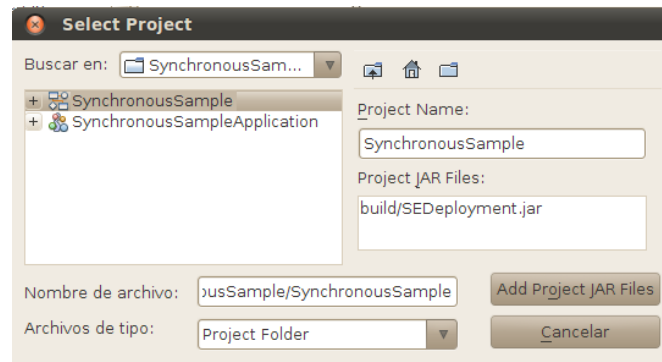 Select Project
Buscar en: SynchronousSam...
SynchronousSample
SynchronousSampleApplication
Project Name:
SynchronousSample
Project JAR Files:
build/SEDeployment.jar
Nombre de archivo: ousSample/SynchronousSample
Add Project JAR Files
Archivos de tipo: Project Folder
Cancelar